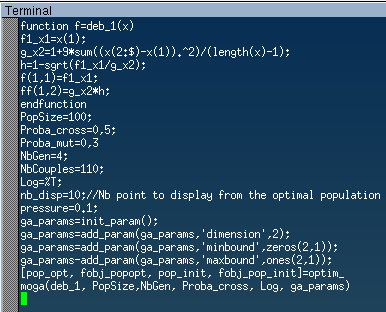 Terminal
function f=deb_1(x)
f1_x1=x(1);
g_x2=1+9*sum((x(2:$)-x(1)).^2)/(length(x)-1);
h=1-sqrt(f1_x1/g_x2);
f(1,1)=f1_x1;
ff(1,2)=g_x2*h;
endfunction
PopSize=100;
Proba_cross=0,5;
Proba_mut=0,3
NbGen=4;
NbCouples=110;
Log=%T;
nb_disp=10;//Nb point to display from the optimal population
pressure=0.1;
ga_params=init_param();
ga_params=add_param(ga_params,'dimension',2);
ga_params=add_param(ga_params,'minbound',zeros(2,1));
ga_params-add_param(ga_params,'maxbound',ones(2,1));
[pop_opt, fobj_popopt, pop_init, fobj_pop_init]=optim_
moga(deb_1, PopSize,NbGen, Proba_cross, Log, ga_params)